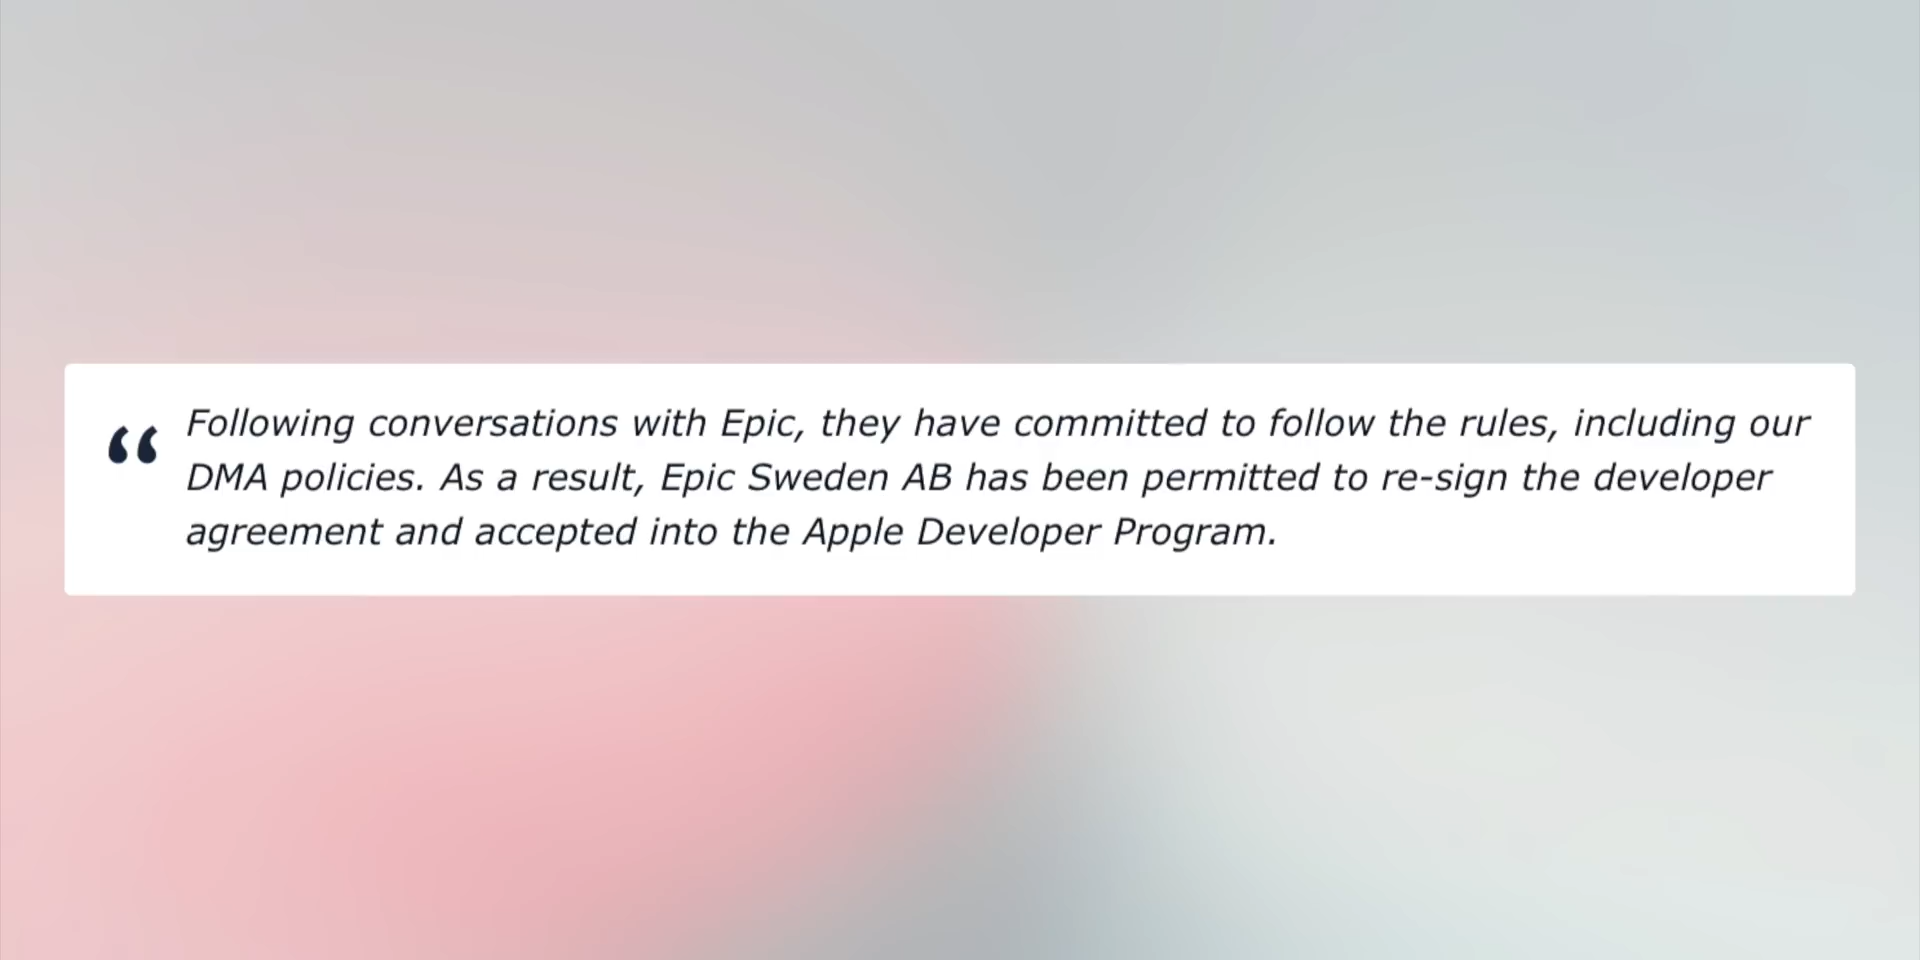 “ Following conversations with Epic, they have committed to follow the rules, including our
DMA policies. As a result, Epic Sweden AB has been permitted to re-sign the developer
agreement and accepted into the Apple Developer Program.